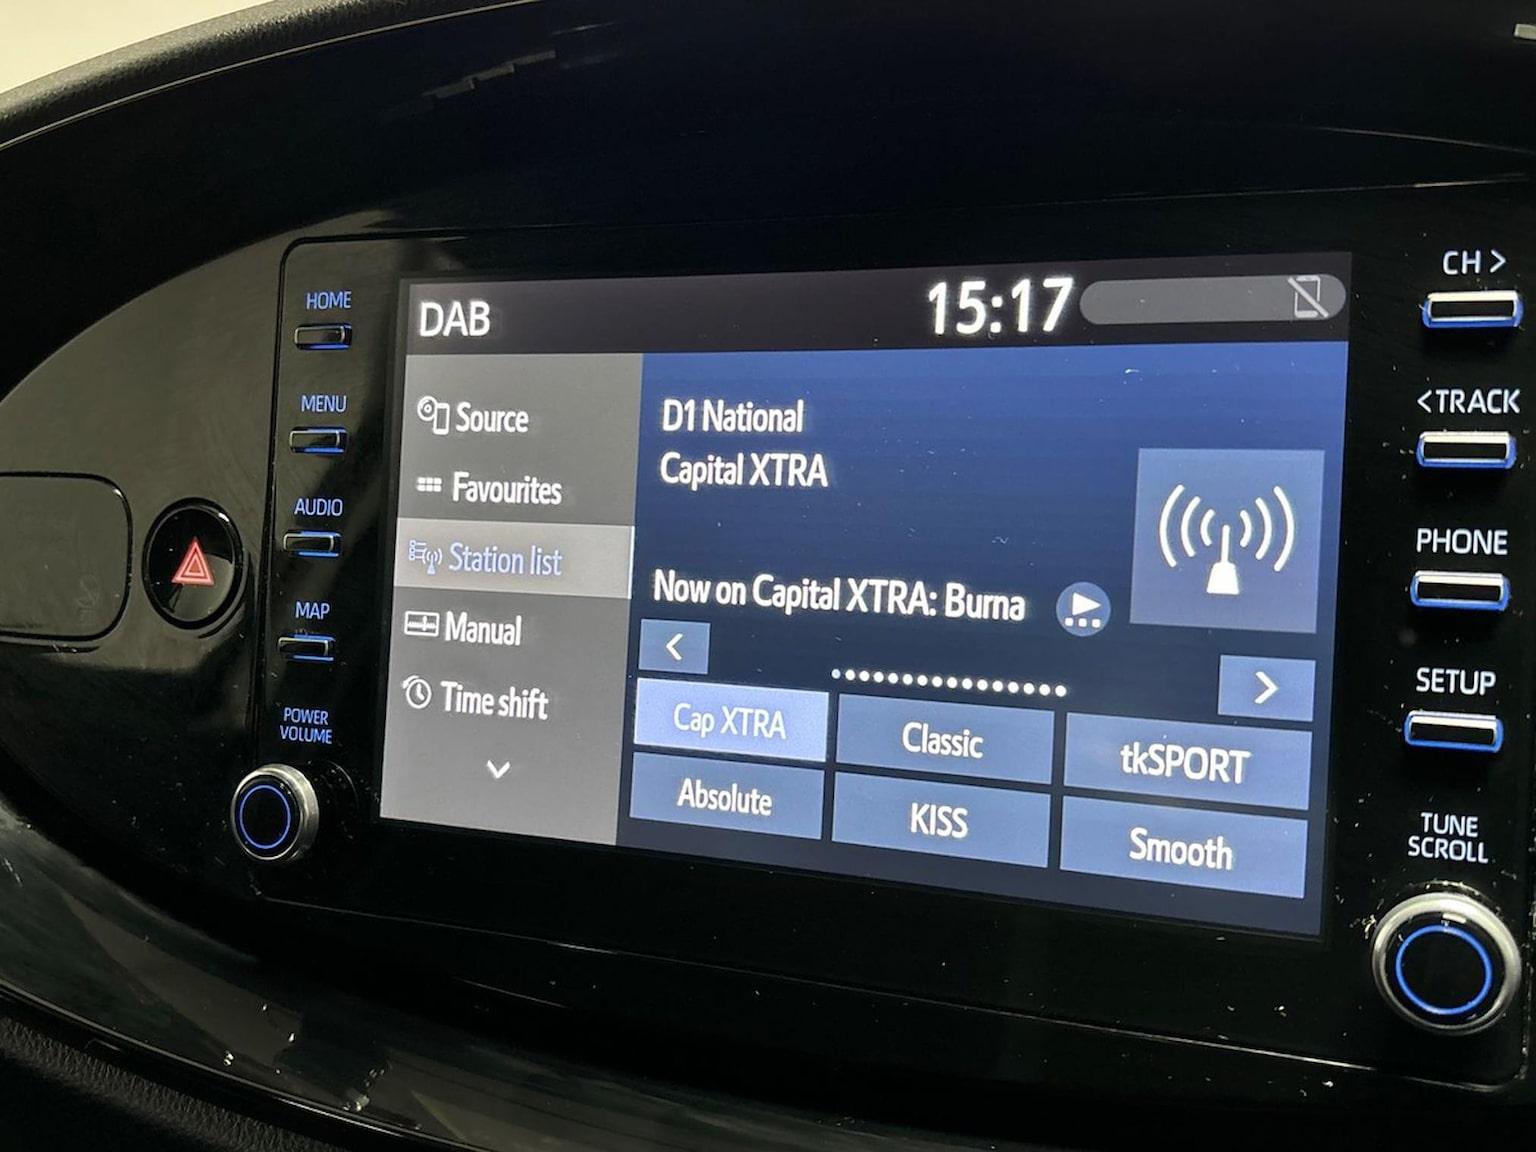 HOME
MENU
AUDIO
MAP
POWER
VOLUME
DAB
15:17
Source
Favourites
Station list
Manual
Time shift
D1 National
Capital XTRA
Now on Capital XTRA: Burna
Cap XTRA
Classic
tkSPORT
Absolute
KISS
Smooth
CH >
< TRACK
PHONE
SETUP
TUNE
SCROLL